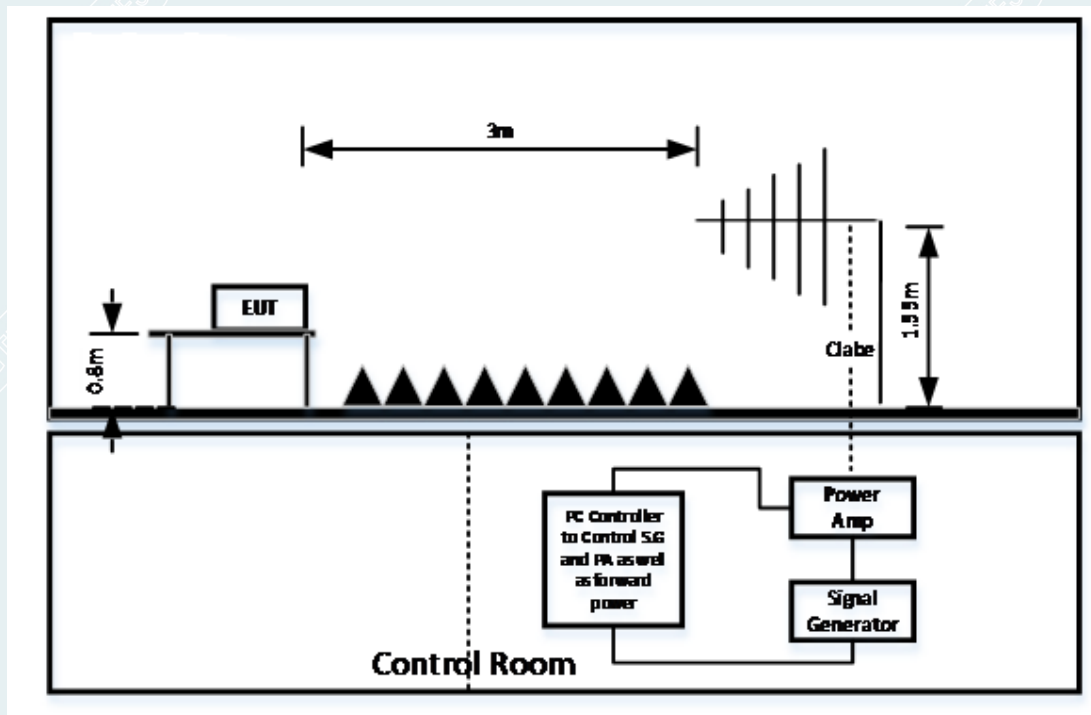 3m
EUT
0.8m
1.55m
Clabe
PC Controller
to Control S.G
and PA as well
as forward
power
Power
Amp
Signal
Generator
Control Room